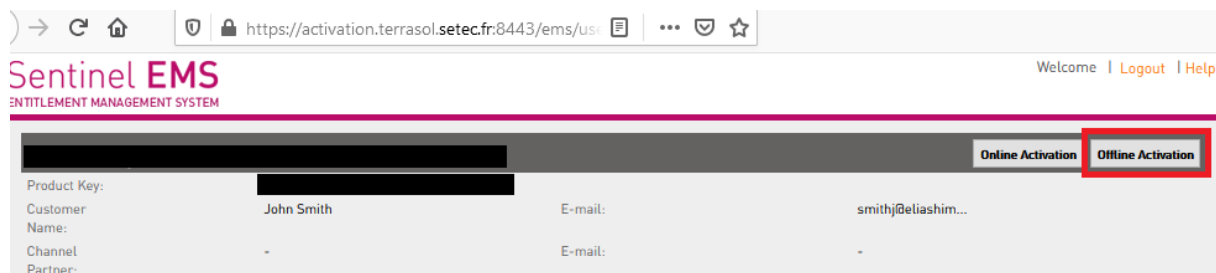 https://activation.terrasol.setec.fr:8443/ems/us
Sentinel EMS
ENTITLEMENT MANAGEMENT SYSTEM
Welcome | Logout | Help
Online Activation Offline Activation
Product Key:
Customer Name: John Smith E-mail: smithj@eliashim...
Channel Partner: - E-mail: -